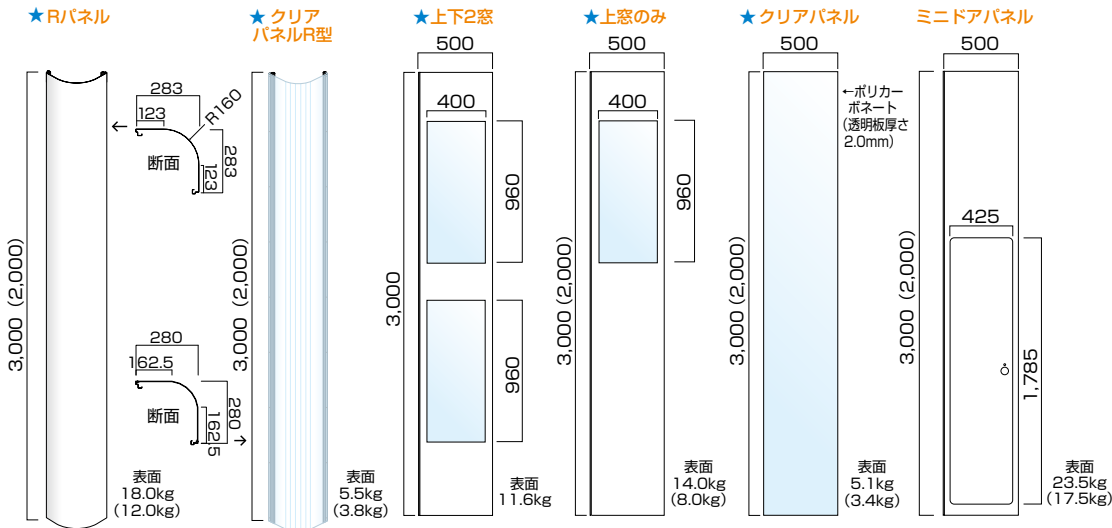 ★ Rパネル
283
123
R160
283
123
断面
←
3,000 (2,000)
280
162.5
280
162.5
断面
→
表面
18.0kg
(12.0kg)
★ クリア
パネルR型
3,000 (2,000)
表面
5.5kg
(3.8kg)
★上下2窓
500
400
960
960
3,000
表面
11.6kg
★上窓のみ
500
400
960
3,000 (2,000)
表面
14.0kg
(8.0kg)
★ クリアパネル
500
←ポリカー
ボネート
(透明板厚さ
2.0mm)
3,000 (2,000)
表面
5.1kg
(3.4kg)
ミニドアパネル
500
425
1,785
3,000 (2,000)
表面
23.5kg
(17.5kg)